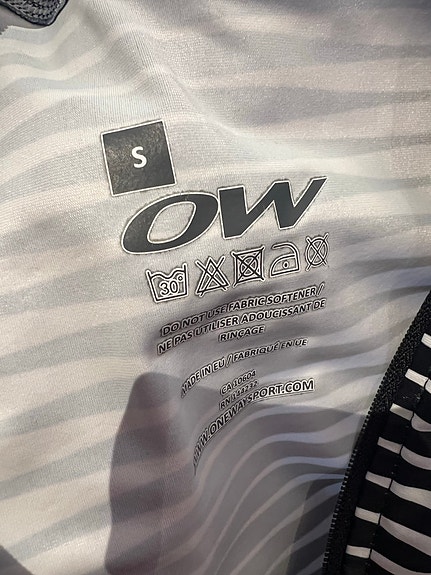 S
OW
30°
DO NOT USE FABRIC SOFTENER /
NE PAS UTILISER ADOUCISSANT DE
RINÇAGE
MADE IN EU / FABRIQUÉ EN UE
CA 10604
WWW.ONEWAYSPORT.COM